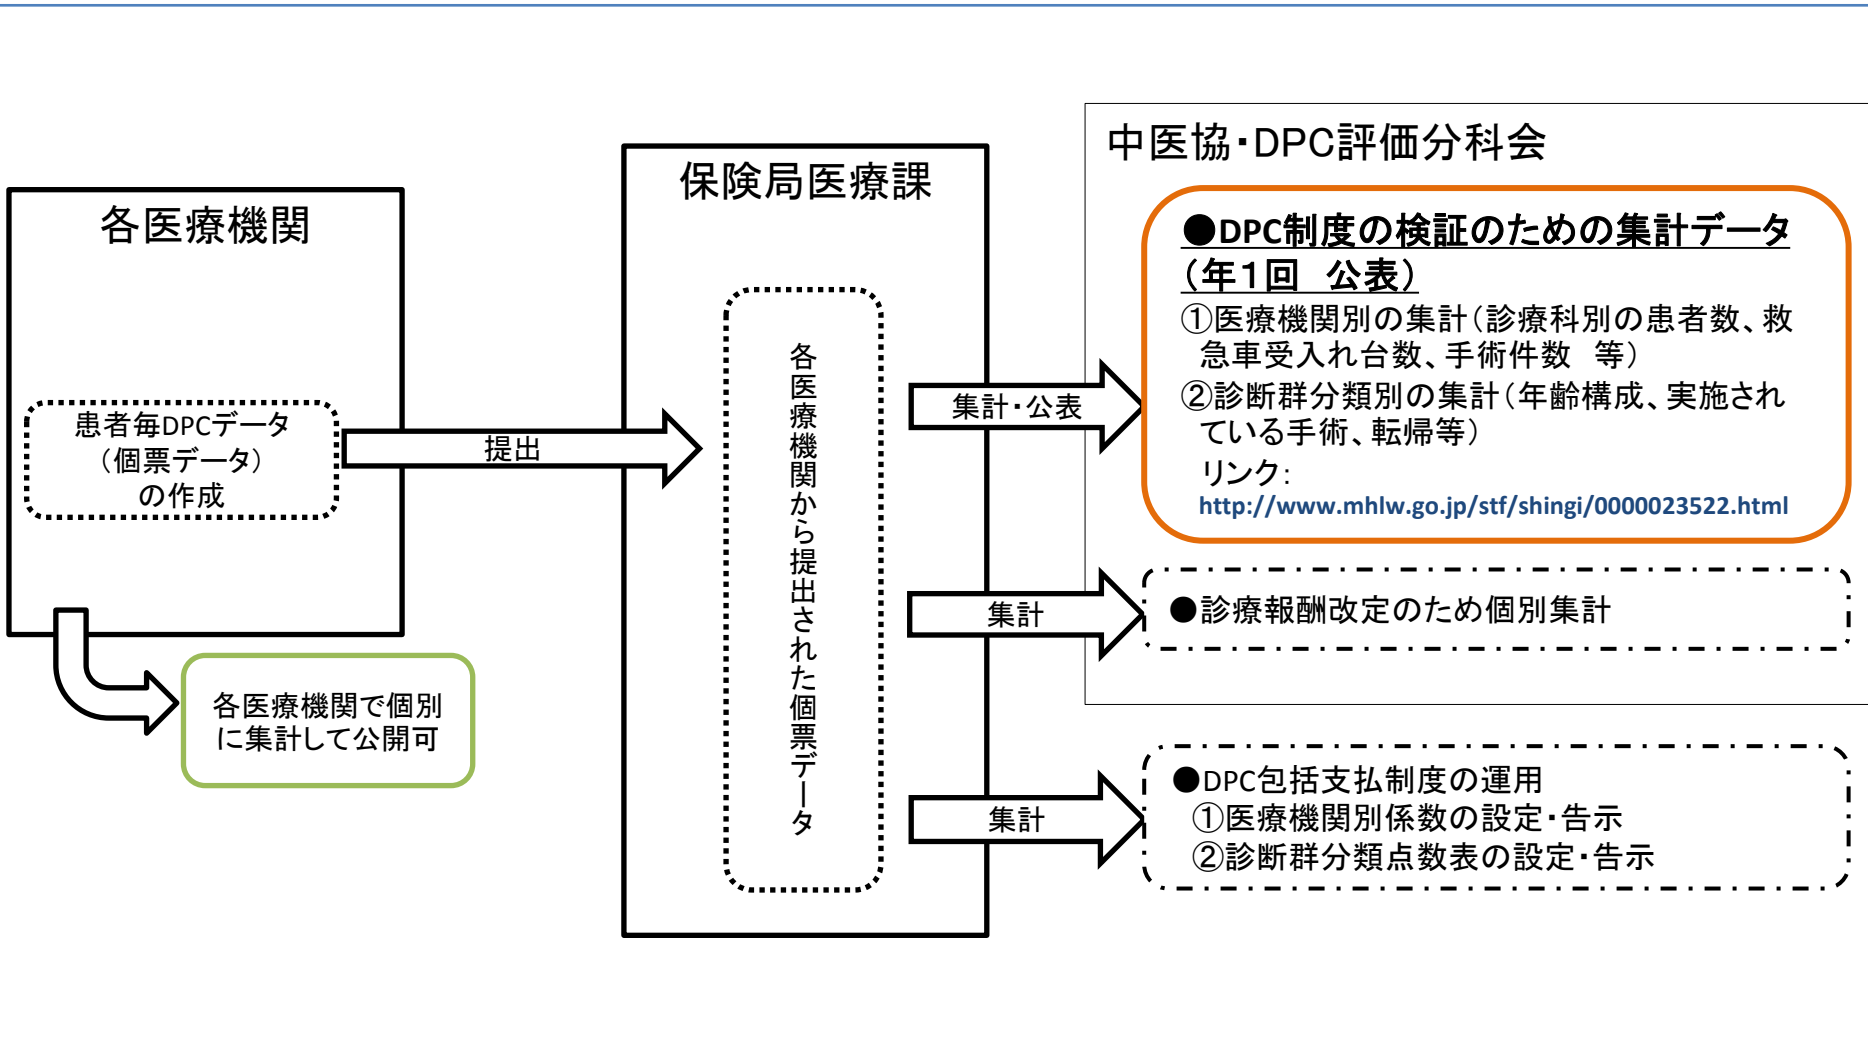 各医療機関
患者毎DPCデータ
（個票データ）
の作成
各医療機関で個別
に集計して公開可
提出
保険局医療課
各医療機関から提出された個票データ
集計・公表
集計
集計
中医協・DPC評価分科会
●DPC制度の検証のための集計データ
（年１回　公表）
①医療機関別の集計（診療科別の患者数、救
急車受入れ台数、手術件数　等）
②診断群分類別の集計（年齢構成、実施され
ている手術、転帰等）
リンク：
http://www.mhlw.go.jp/stf/shingi/0000023522.html
●診療報酬改定のため個別集計
●DPC包括支払制度の運用
①医療機関別係数の設定・告示
②診断群分類点数表の設定・告示